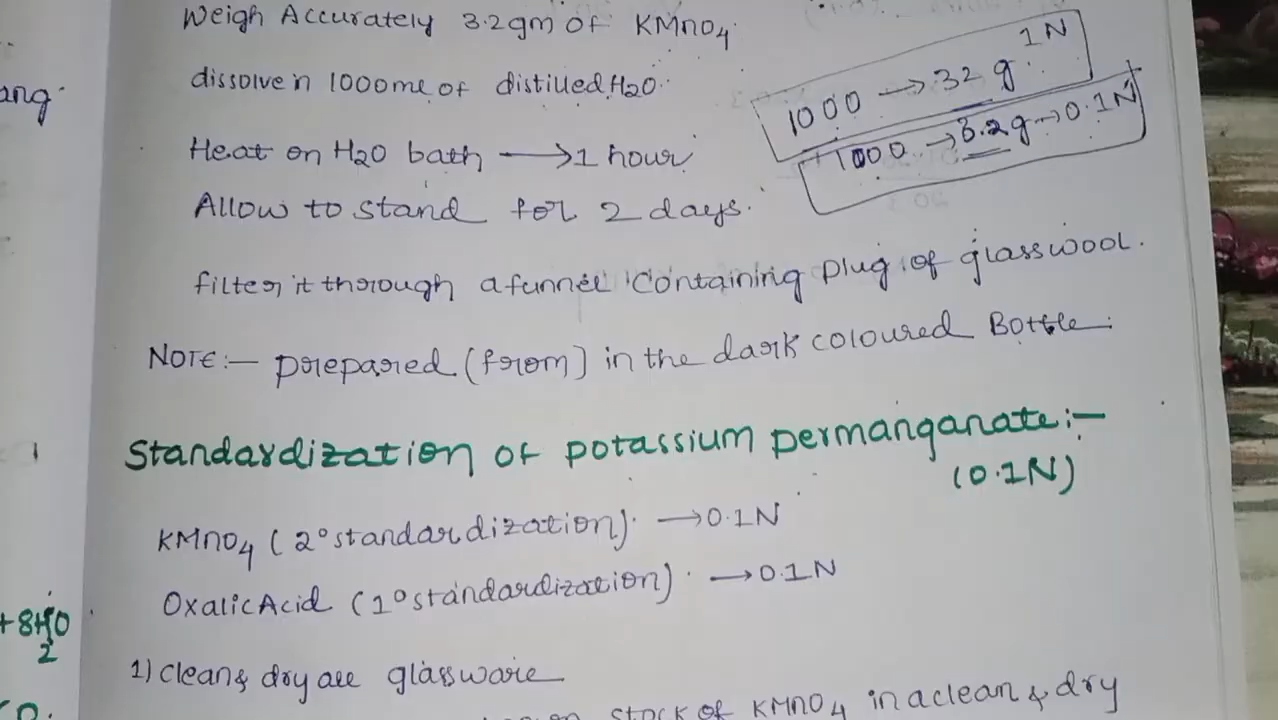 Weigh Accurately 3.2gm of KMnO4.
dissolve in 1000ml of distilled H2O.
Heat on H2O bath → 1 hour
Allow to stand for 2 days.
filter it through a funnel Containing plug of glasswool.
NOTE:- prepared (from) in the dark coloured Bottle.
1N
1000 → 32 g
1000 → 3.2g → 0.1N
Standardization of potassium permanganate:-
(0.1N)
KMnO4 (2° standardization). → 0.1N
Oxalic Acid (1° standardization). → 0.1N
1) clean & dry all glassware
stock of KMnO4 in a clean & dry
ang.
+8H2O